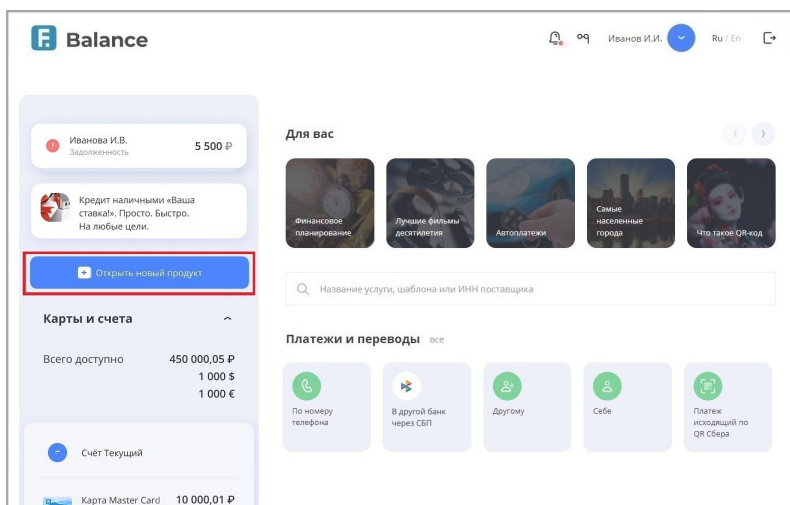 Balance
Иванов И.И.
Ru / En
Иванова И.В.
Задолженность
5 500 ₽
Кредит наличными «Ваша
ставка!». Просто. Быстро.
На любые цели.
Открыть новый продукт
Карты и счета
Всего доступно
450 000,05 ₽
1 000 $
1 000 €
Счёт Текущий
Карта Master Card
10 000,01 ₽
Для вас
Финансовое
планирование
Лучшие фильмы
десятилетия
Автоплатежи
Самые
населенные
города
Что такое QR-код
Название услуги, шаблона или ИНН поставщика
Платежи и переводы все
По номеру
телефона
В другой банк
через СБП
Другому
Себе
Платеж
исходящий по
QR Сбера